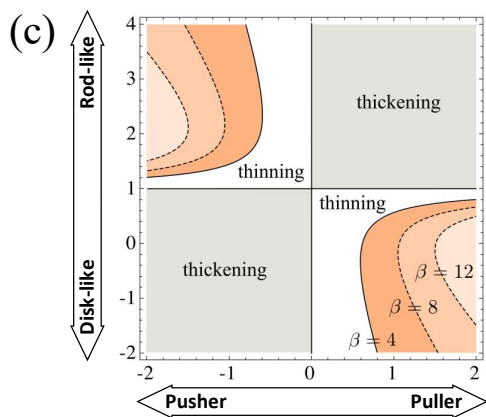 (c)
Rod-like
Disk-like
4
3
2
1
0
-1
-2
thickening
thinning
thinning
thickening
β = 12
β = 8
β = 4
-2 -1 0 1 2
Pusher Puller